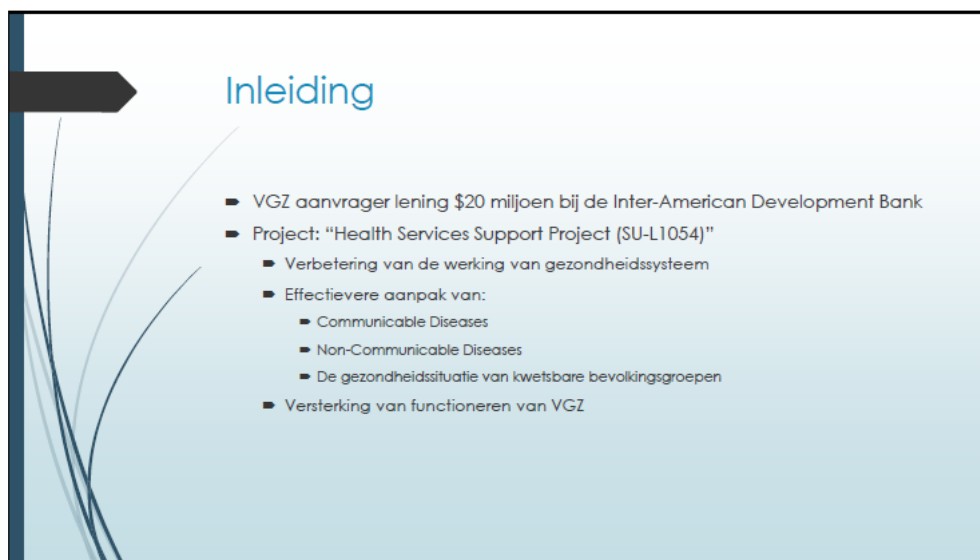 Inleiding
VGZ aanvrager lening $20 miljoen bij de Inter-American Development Bank
Project: “Health Services Support Project (SU-L1054)”
Verbetering van de werking van gezondheidssysteem
Effectievere aanpak van:
Communicable Diseases
Non-Communicable Diseases
De gezondheidssituatie van kwetsbare bevolkingsgroepen
Versterking van functioneren van VGZ